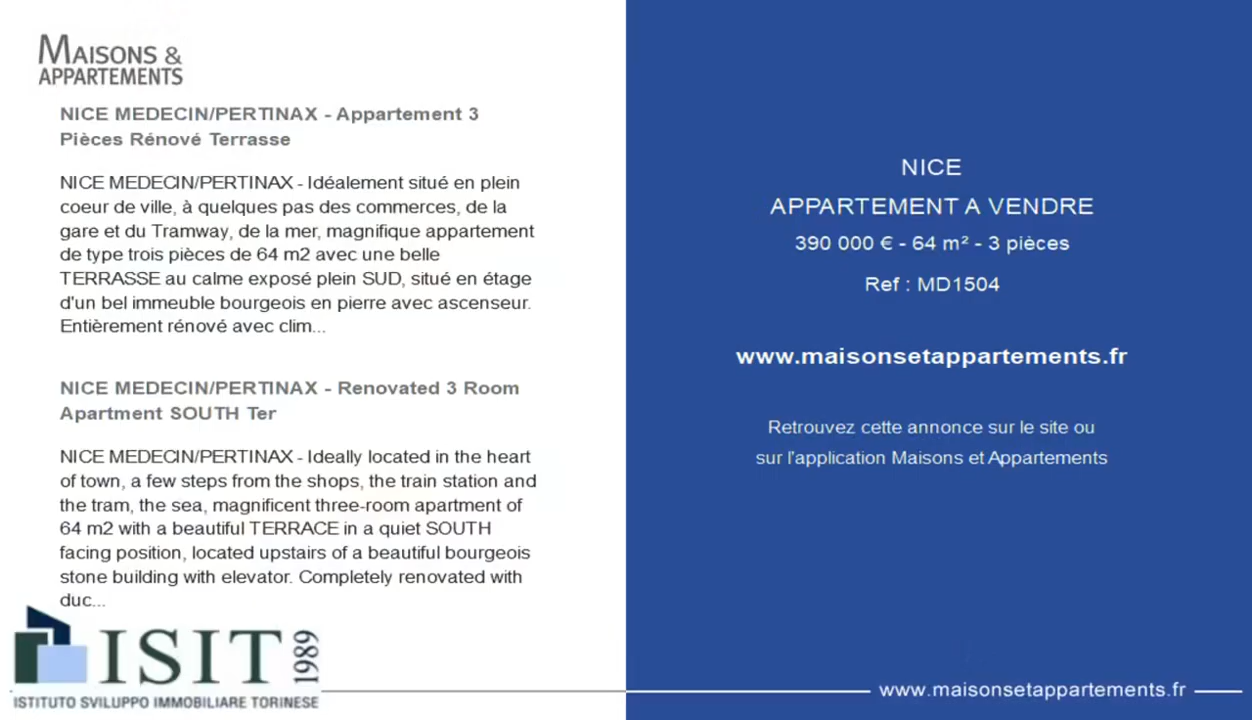 MAISONS &
APPARTEMENTS
NICE MEDECIN/PERTINAX - Appartement 3
Pièces Rénové Terrasse
NICE MEDECIN/PERTINAX - Idéalement situé en plein
coeur de ville, à quelques pas des commerces, de la
gare et du Tramway, de la mer, magnifique appartement
de type trois pièces de 64 m2 avec une belle
TERRASSE au calme exposé plein SUD, situé en étage
d'un bel immeuble bourgeois en pierre avec ascenseur.
Entièrement rénové avec clim...
NICE MEDECIN/PERTINAX - Renovated 3 Room
Apartment SOUTH Ter
NICE MEDECIN/PERTINAX - Ideally located in the heart
of town, a few steps from the shops, the train station and
the tram, the sea, magnificent three-room apartment of
64 m2 with a beautiful TERRACE in a quiet SOUTH
facing position, located upstairs of a beautiful bourgeois
stone building with elevator. Completely renovated with
duc...
ISIT 1989
ISTITUTO SVILUPPO IMMOBILIARE TORINESE
NICE
APPARTEMENT A VENDRE
390 000 € - 64 m² - 3 pièces
Ref : MD1504
www.maisonsetappartements.fr
Retrouvez cette annonce sur le site ou
sur l'application Maisons et Appartements
www.maisonsetappartements.fr